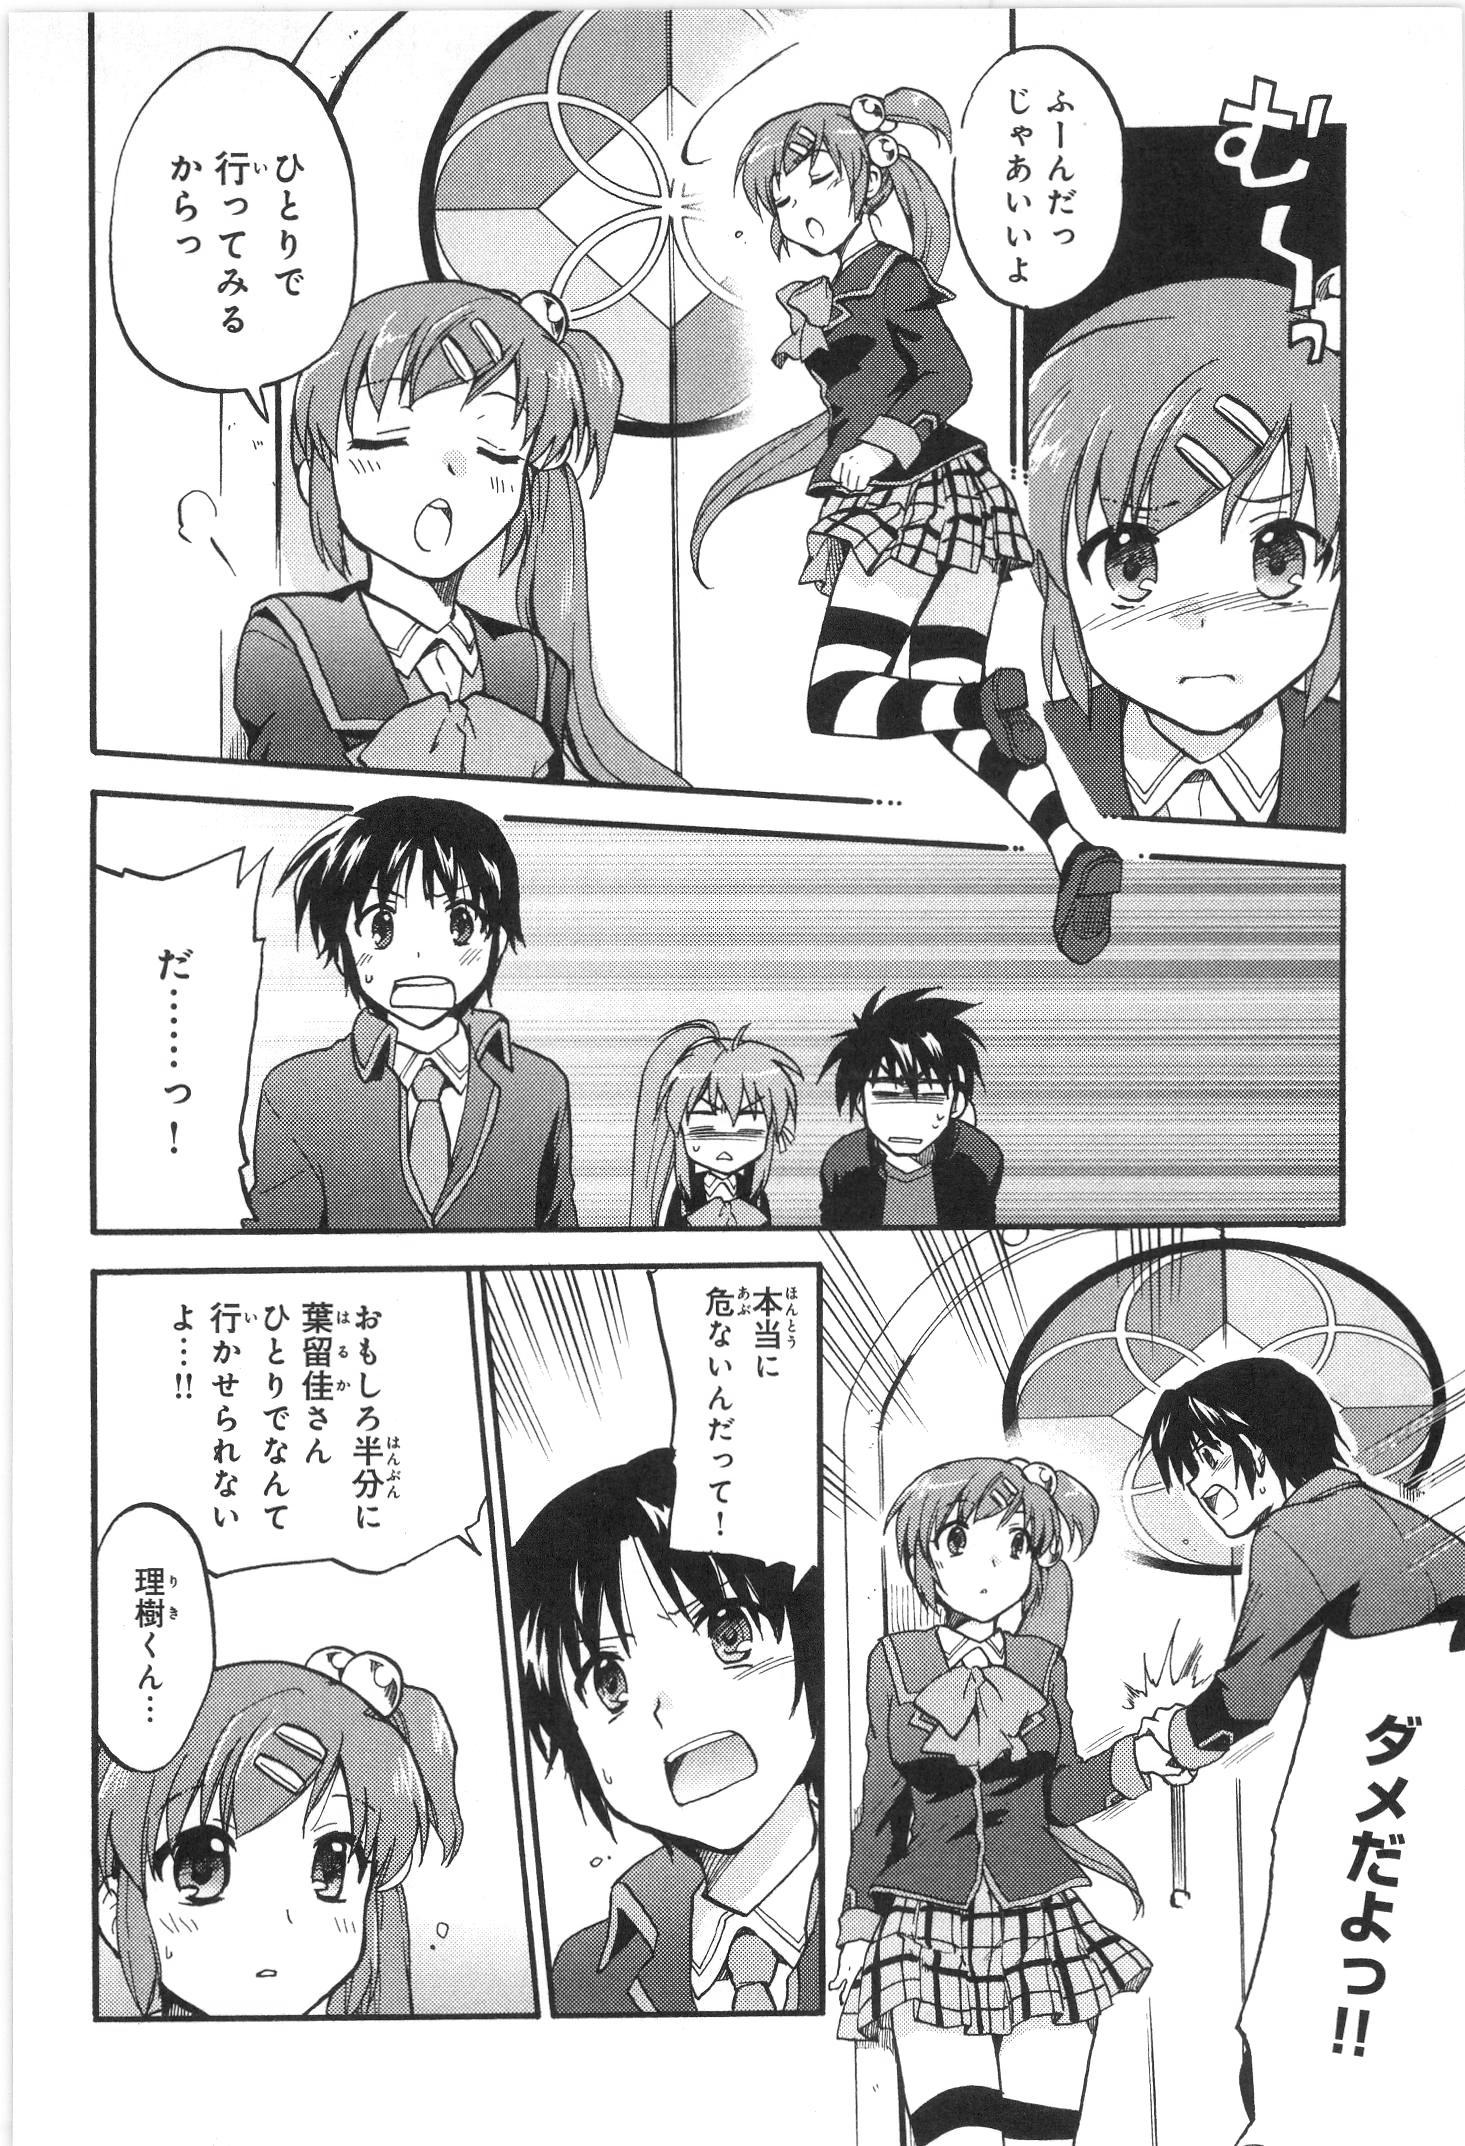 む～っ
ふーんだっ
じゃあいいよ
ひとりで
行ってみる
からっ
だ………っ！
ダメだよっ!!
本当に
危ないんだって！
おもしろ半分に
葉留佳さん
ひとりでなんて
行かせられない
よ…!!
理樹くん…